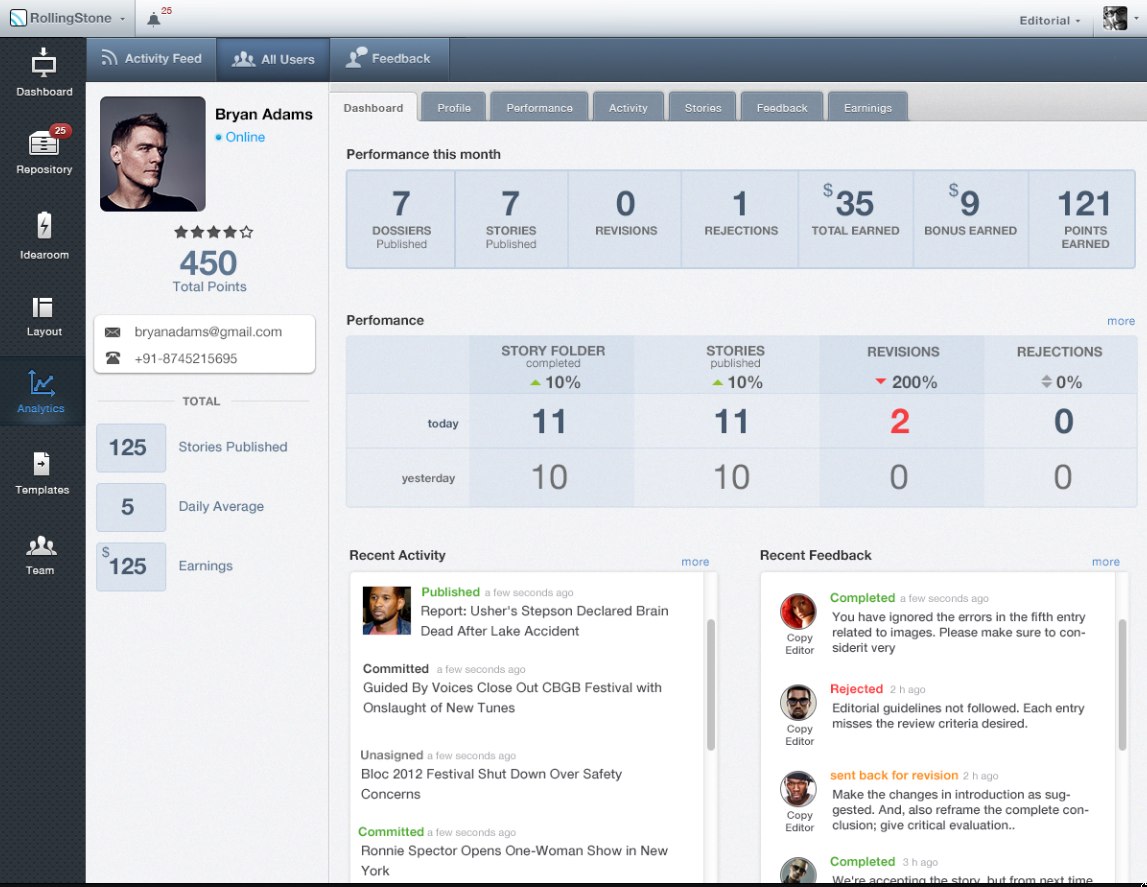 RollingStone
25
Editorial
Dashboard
25
Repository
Idearoom
Layout
Analytics
Templates
Team
Activity Feed
All Users
Feedback
Bryan Adams
Online
450
Total Points
bryanadams@gmail.com
+91-8745215695
TOTAL
125 Stories Published
5 Daily Average
$125 Earnings
Dashboard
Profile
Performance
Activity
Stories
Feedback
Earninigs
Performance this month
7
DOSSIERS
Published
7
STORIES
Published
0
REVISIONS
1
REJECTIONS
$35
TOTAL EARNED
$9
BONUS EARNED
121
POINTS
EARNED
Perfomance
more
STORY FOLDER
completed
10%
STORIES
published
10%
REVISIONS
200%
REJECTIONS
0%
today 11 11 2 0
yesterday 10 10 0 0
Recent Activity
more
Published a few seconds ago
Report: Usher's Stepson Declared Brain
Dead After Lake Accident
Committed a few seconds ago
Guided By Voices Close Out CBGB Festival with
Onslaught of New Tunes
Unasigned a few seconds ago
Bloc 2012 Festival Shut Down Over Safety
Concerns
Committed a few seconds ago
Ronnie Spector Opens One-Woman Show in New
York
Recent Feedback
more
Completed a few seconds ago
You have ignored the errors in the fifth entry
related to images. Please make sure to con-
siderit very
Copy
Editor
Rejected 2 h ago
Editorial guidelines not followed. Each entry
misses the review criteria desired.
Copy
Editor
sent back for revision 2 h ago
Make the changes in introduction as sug-
gested. And, also reframe the complete con-
clusion; give critical evaluation..
Copy
Editor
Completed 3 h ago
We're accepting the story, but from next time